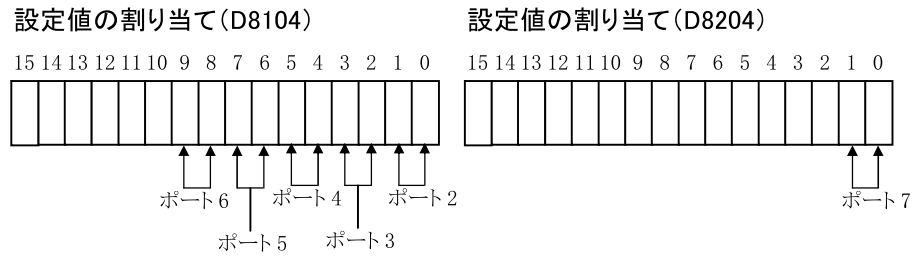 設定値の割り当て(D8104)
15 14 13 12 11 10 9 8 7 6 5 4 3 2 1 0
ポート6 ポート4 ポート2
ポート5 ポート3
設定値の割り当て(D8204)
15 14 13 12 11 10 9 8 7 6 5 4 3 2 1 0
ポート7